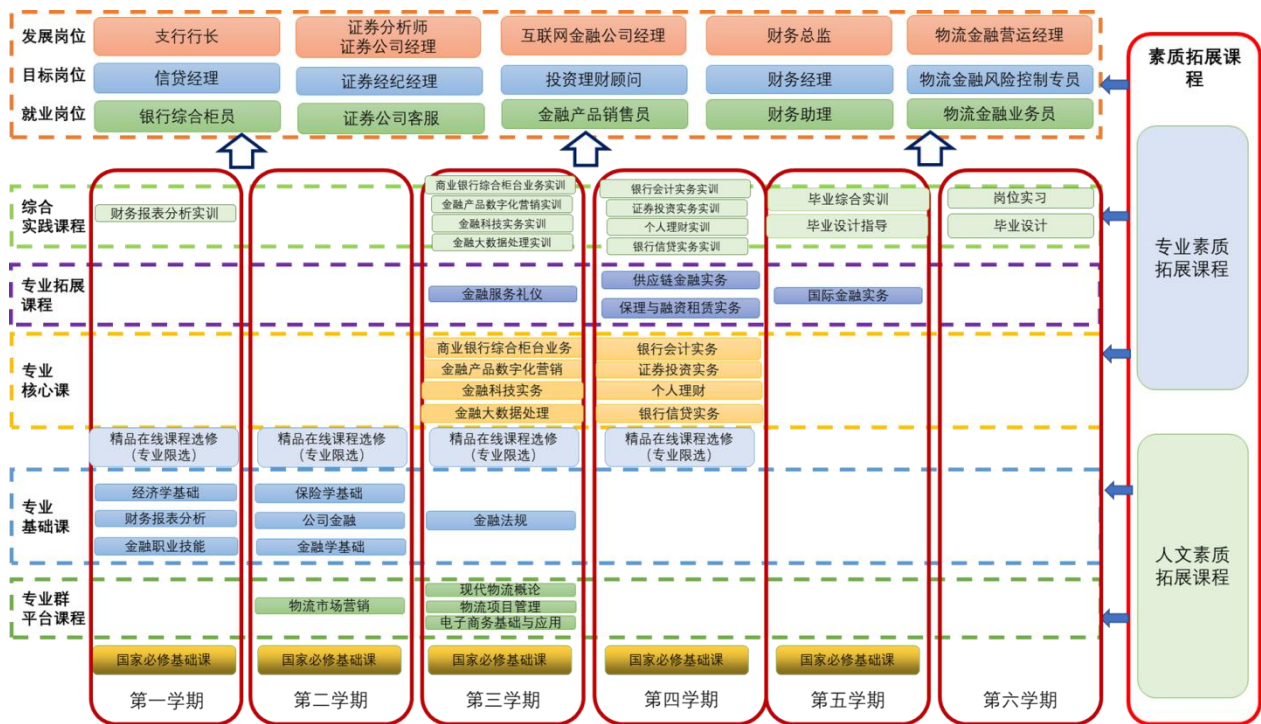 发展岗位
支行行长
证券分析师
证券公司经理
互联网金融公司经理
财务总监
物流金融营运经理
目标岗位
信贷经理
证券经纪经理
投资理财顾问
财务经理
物流金融风险控制专员
就业岗位
银行综合柜员
证券公司客服
金融产品销售员
财务助理
物流金融业务员
素质拓展课
程
专业素质
拓展课程
人文素质
拓展课程
综合
实践课程
财务报表分析实训
商业银行综合柜台业务实训
金融产品数字化营销实训
金融科技实务实训
金融大数据处理实训
银行会计实务实训
证券投资实务实训
个人理财实训
银行信贷实务实训
毕业综合实训
毕业设计指导
岗位实习
毕业设计
专业拓展
课程
金融服务礼仪
供应链金融实务
保理与融资租赁实务
国际金融实务
专业
核心课
商业银行综合柜台业务
金融产品数字化营销
金融科技实务
金融大数据处理
银行会计实务
证券投资实务
个人理财
银行信贷实务
精品在线课程选修
(专业限选)
精品在线课程选修
(专业限选)
精品在线课程选修
(专业限选)
精品在线课程选修
(专业限选)
专业
基础课
经济学基础
财务报表分析
金融职业技能
保险学基础
公司金融
金融学基础
金融法规
专业群
平台课程
物流市场营销
现代物流概论
物流项目管理
电子商务基础与应用
国家必修基础课
国家必修基础课
国家必修基础课
国家必修基础课
国家必修基础课
第一学期
第二学期
第三学期
第四学期
第五学期
第六学期